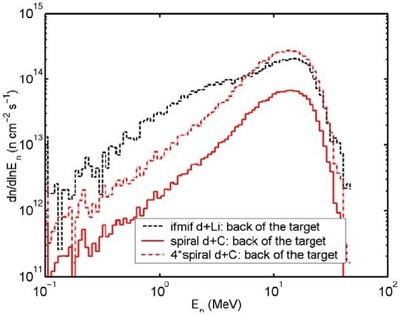 10^15
10^14
10^13
10^12
10^11
dn/dlnE_n (n cm^-2 s^-1)
ifmif d+Li: back of the target
spiral d+C: back of the target
4*spiral d+C: back of the target
10^-1
10^0
10^1
10^2
E_n (MeV)